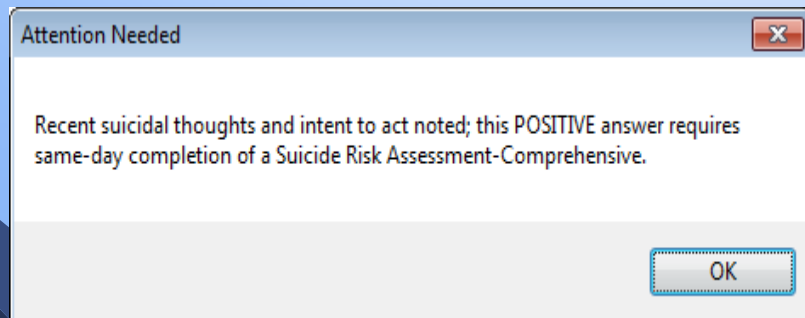 Attention Needed
Recent suicidal thoughts and intent to act noted; this POSITIVE answer requires
same-day completion of a Suicide Risk Assessment-Comprehensive.
OK